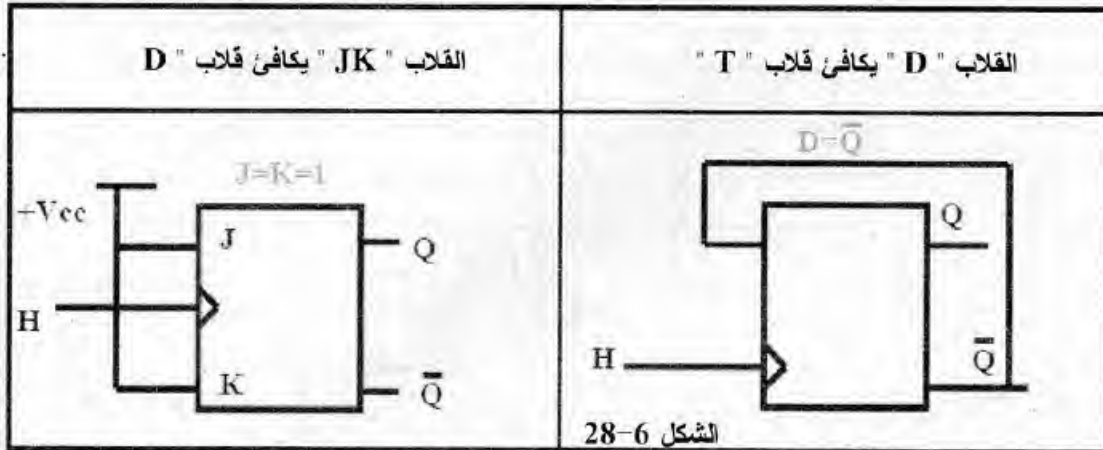 القلاب " D " يكافئ قلاب " T "
القلاب " JK " يكافئ قلاب " D
D=Q̅
Q
H
Q̅
الشكل 6-28
J=K=1
+Vcc
J
Q
H
K
Q̅